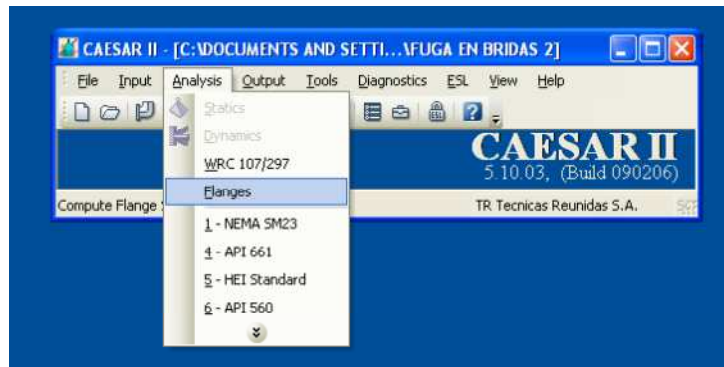 CAESAR II - [C:\DOCUMENTS AND SETTI...\FUGA EN BRIDAS 2]
File Input Analysis Output Tools Diagnostics ESL View Help
Statics
Dynamics
WRC 107/297
Flanges
1 - NEMA SM23
4 - API 661
5 - HEI Standard
6 - API 560
CAESAR II
5.10.03, (Build 090206)
Compute Flange
TR Tecnicas Reunidas S.A.